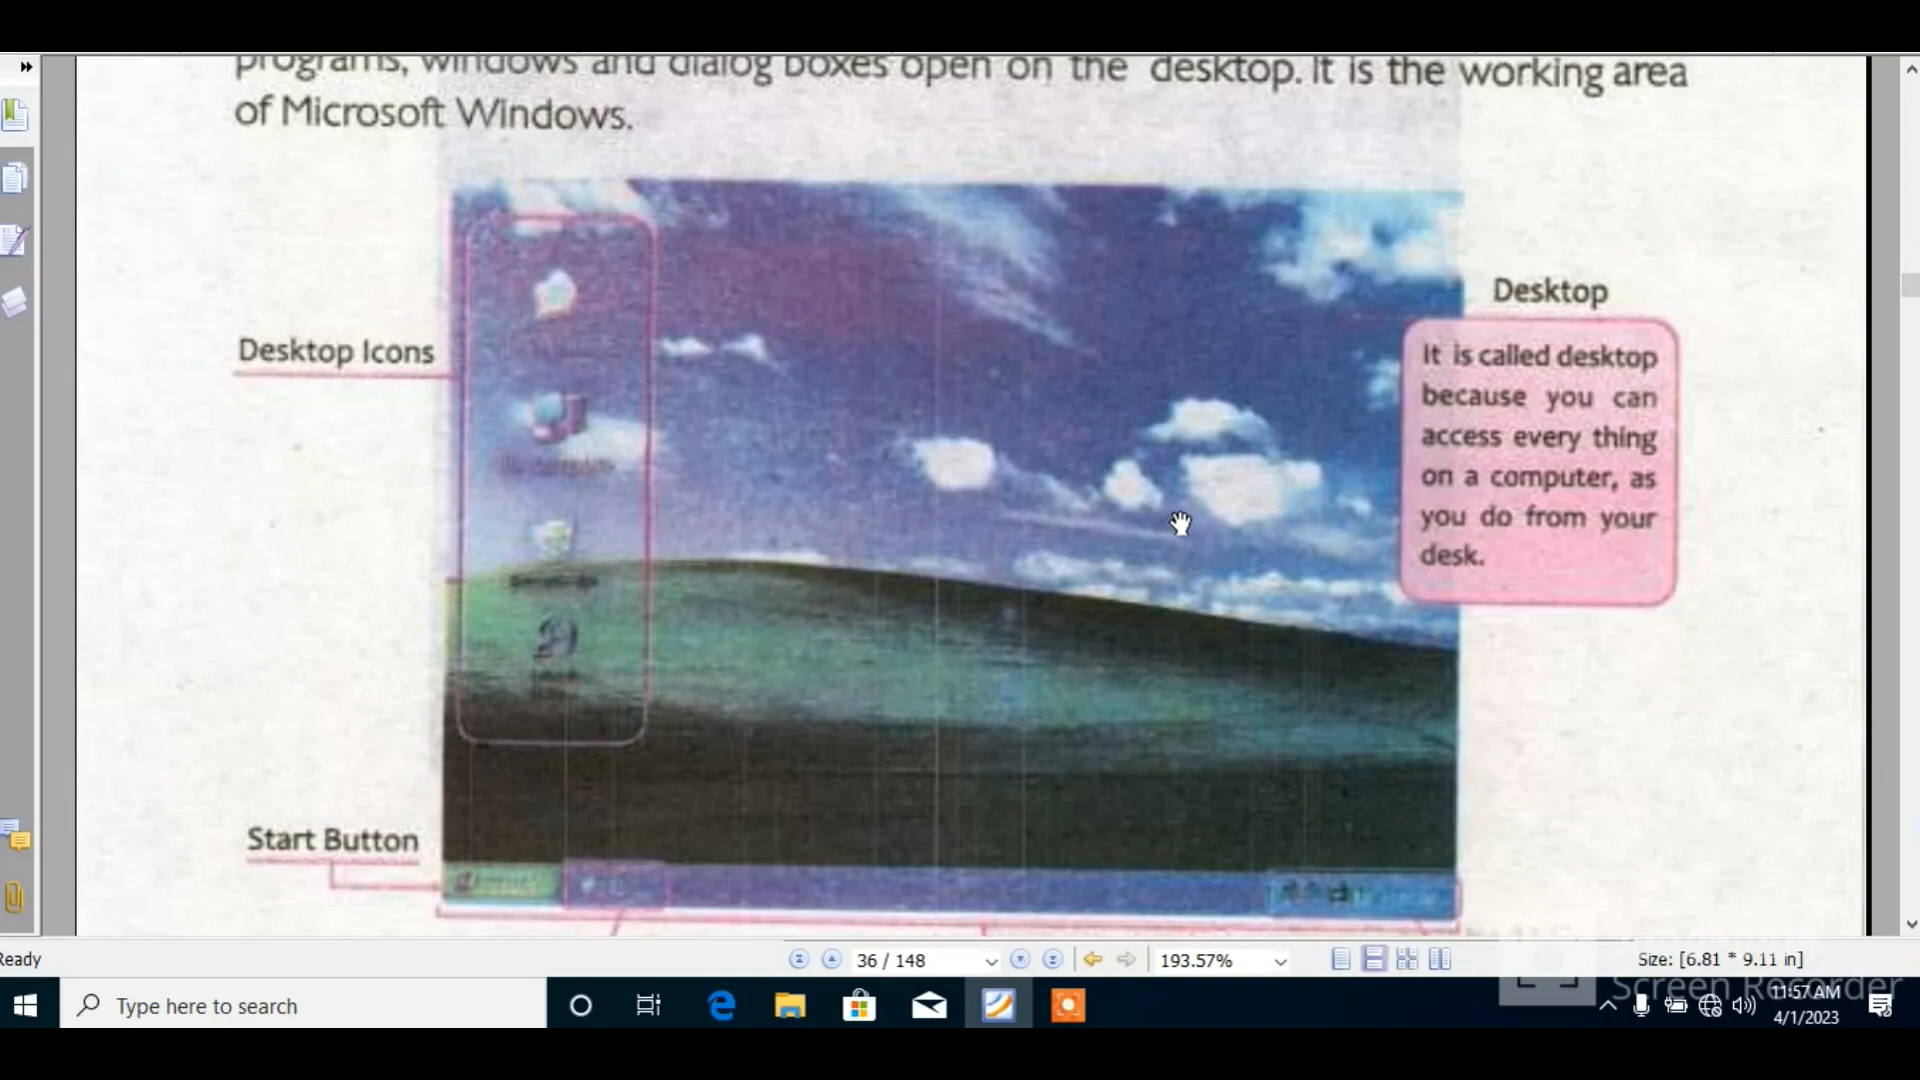 programs, windows and dialog boxes open on the desktop. It is the working area
of Microsoft Windows.
Desktop
It is called desktop
because you can
access every thing
on a computer, as
you do from your
desk.
Desktop Icons
Start Button
Ready
36 / 148
193.57%
Size: [6.81 * 9.11 in]
Type here to search
Screen Recorder
11:57 AM
4/1/2023